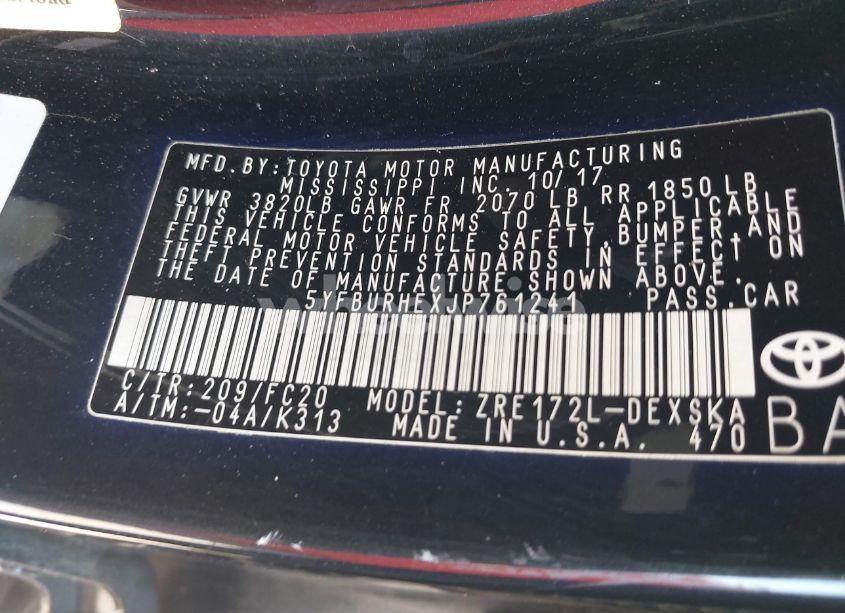 MFD.BY:TOYOTA MOTOR MANUFACTURING
MISSISSIPPI INC. 10/17
GVWR 3820LB GAWR FR 2070 LB RR 1850 LB
THIS VEHICLE CONFORMS TO ALL APPLICABLE
FEDERAL MOTOR VEHICLE SAFETY,BUMPER,AND
THEFT PREVENTION STANDARDS IN EFFECT ON
THE DATE OF MANUFACTURE SHOWN ABOVE.
5YFBURHEXJP761241 PASS.CAR
C/TR:209/FC20 MODEL:ZRE172L-DEXSKA
A/TM:-04A/K313 MADE IN U.S.A. 470
BA